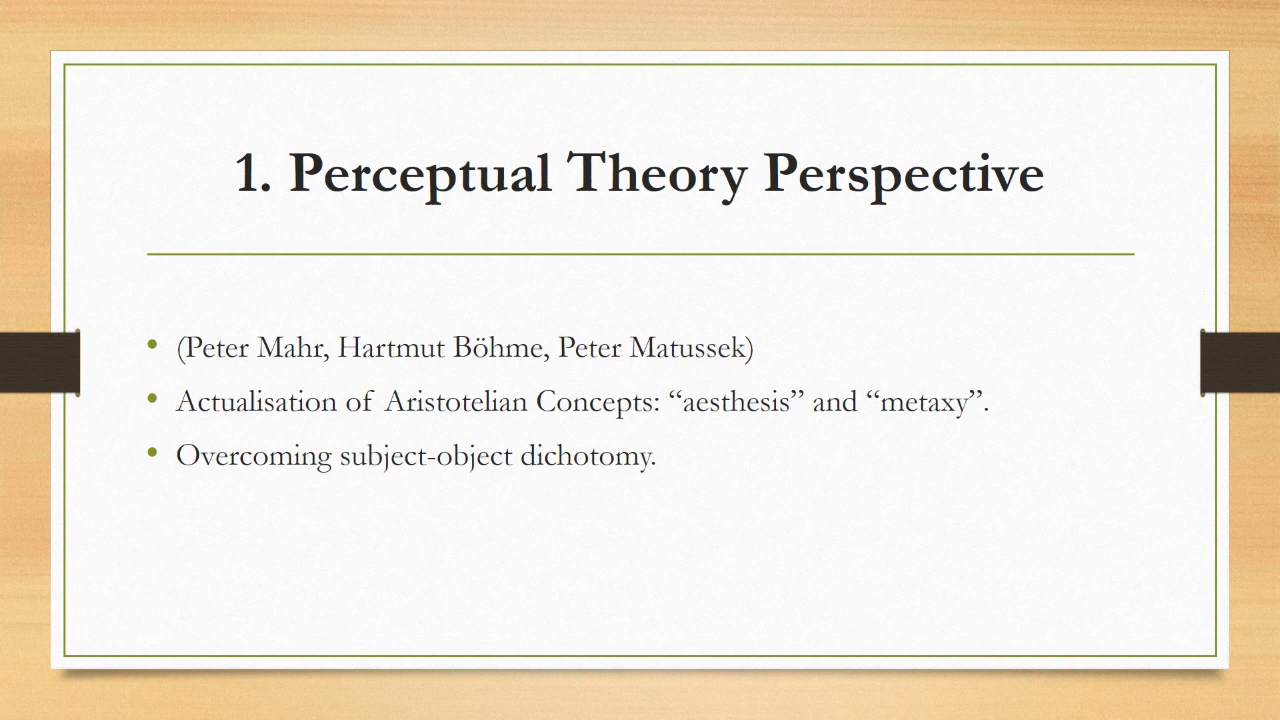 1. Perceptual Theory Perspective
• (Peter Mahr, Hartmut Böhme, Peter Matussek)
• Actualisation of Aristotelian Concepts: “aesthesis” and “metaxy”.
• Overcoming subject-object dichotomy.